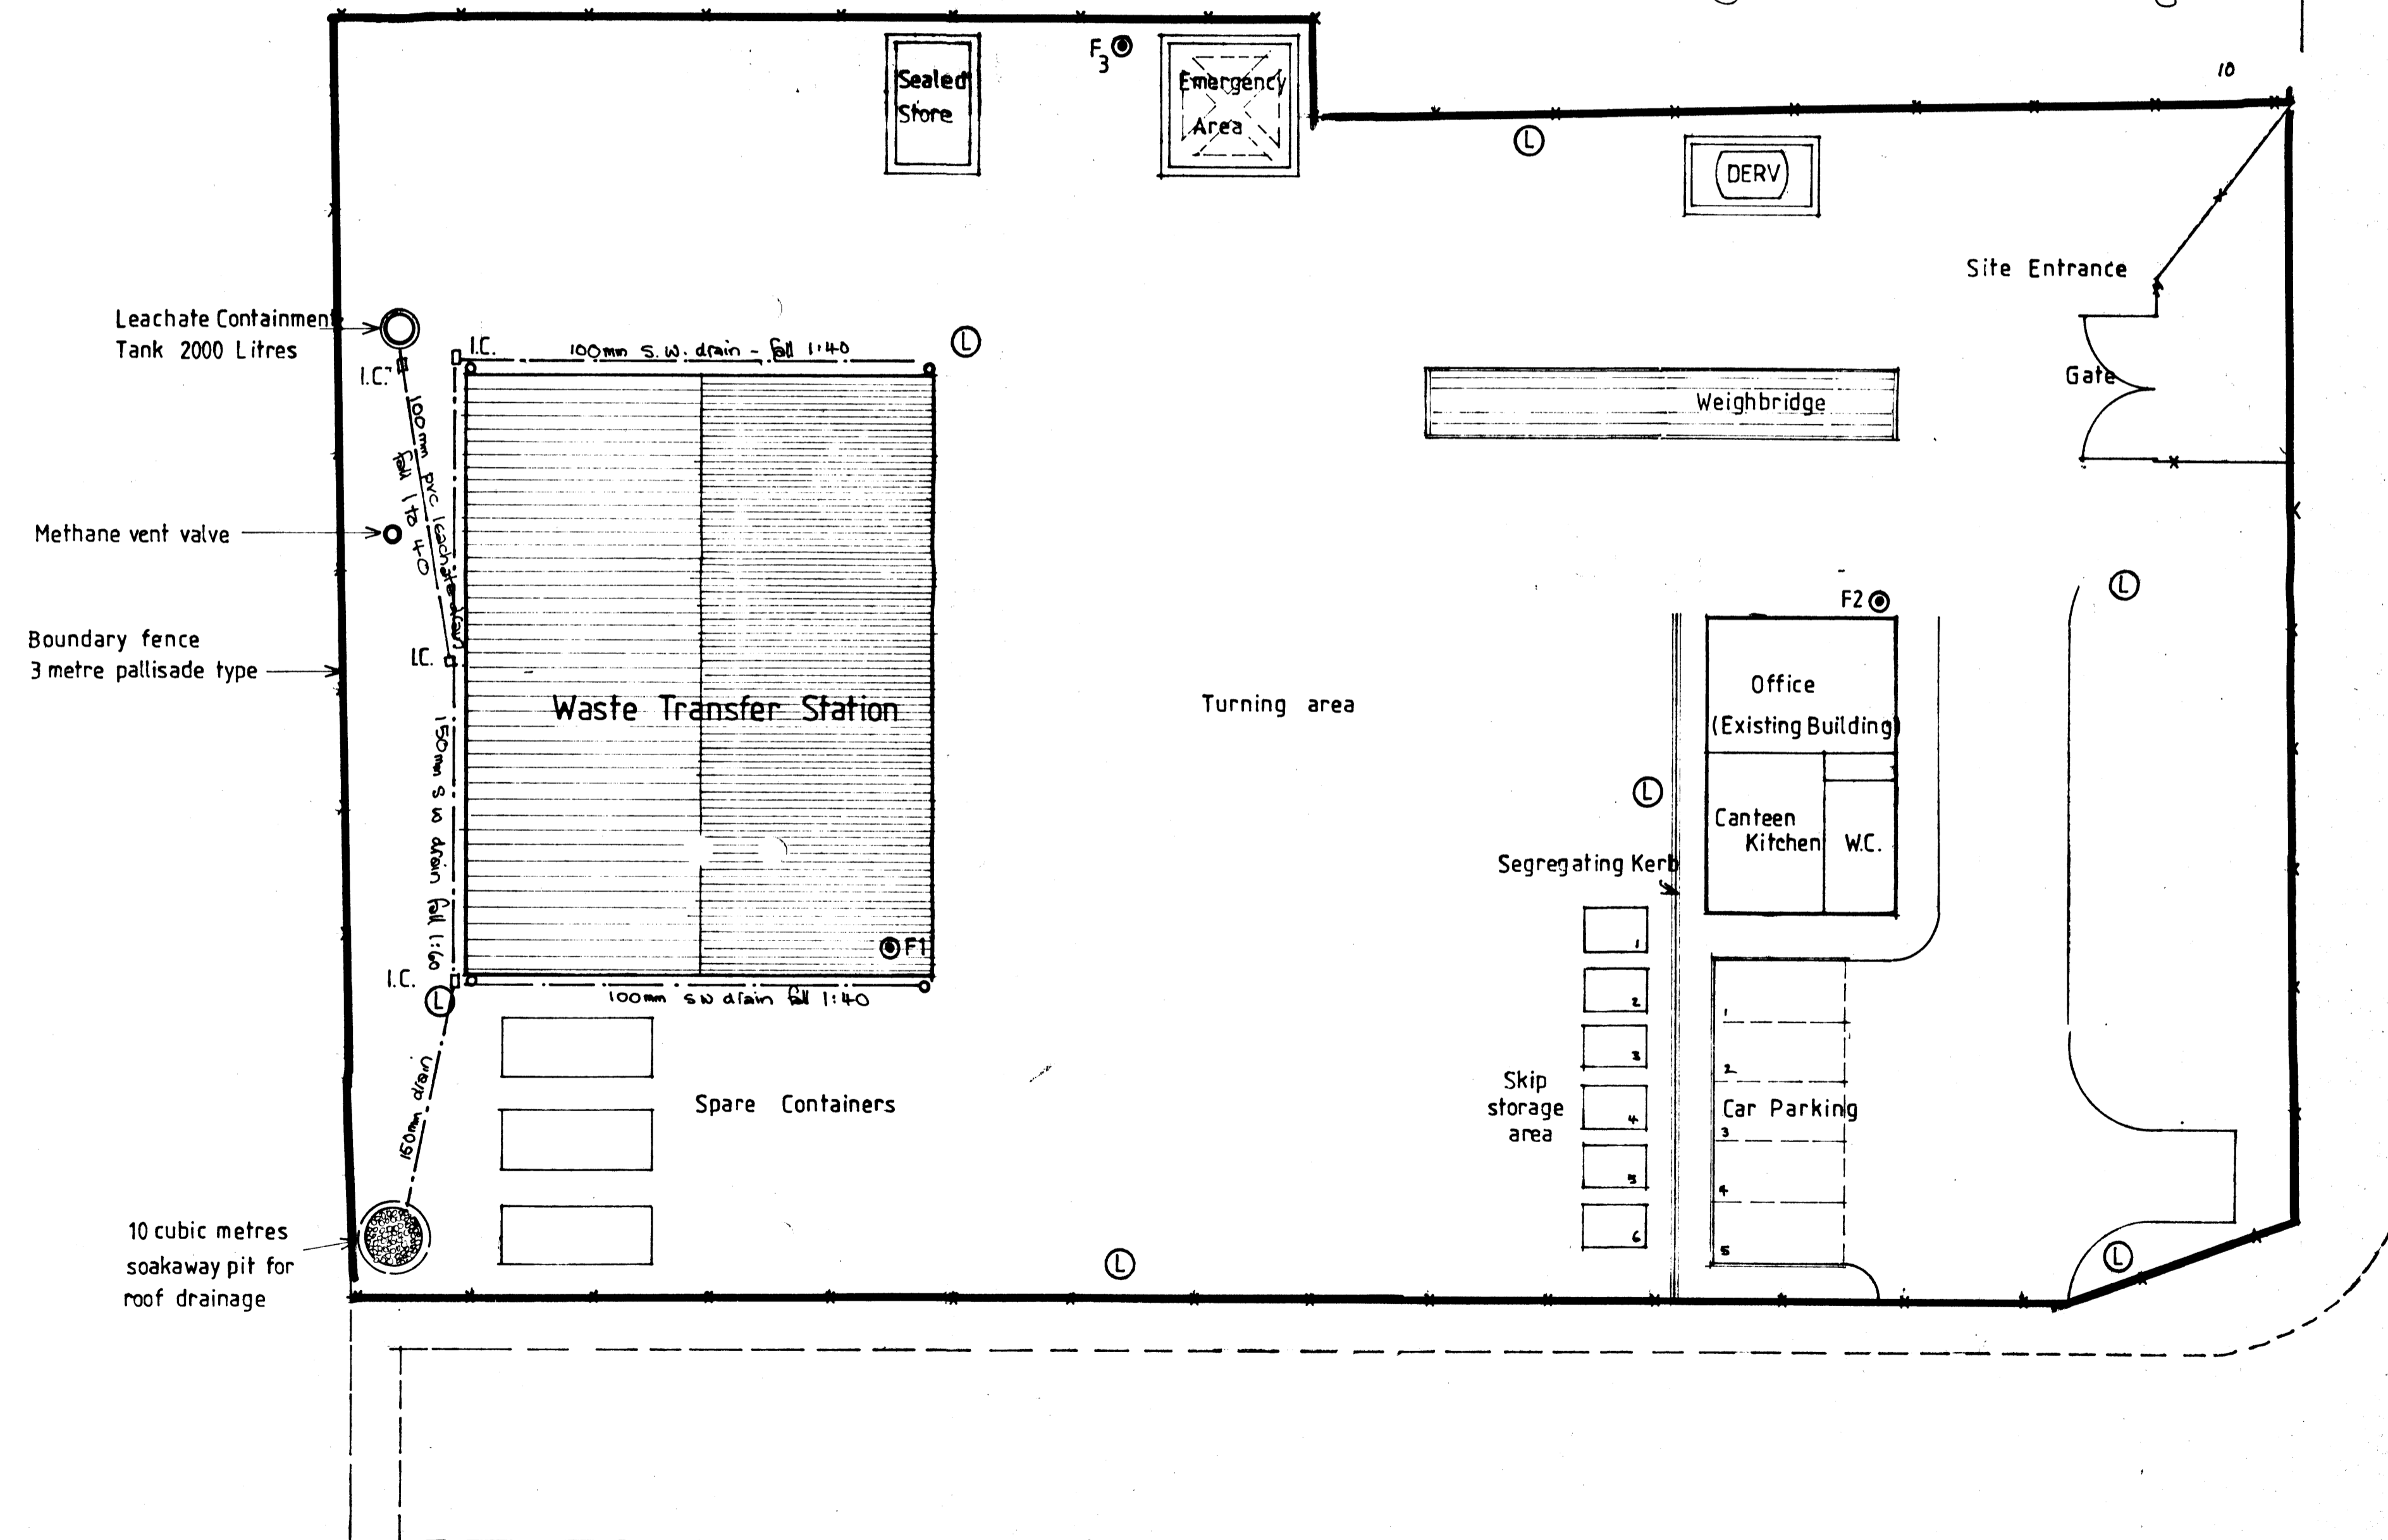 10
Sealed
Store
F3
Emergency
Area
L
DERV
Site Entrance
Leachate Containment
Tank 2000 Litres
I.C.
I.C.
100mm S.W. drain - fall 1:40
L
Gate
Weighbridge
100mm pvc leachate drain
fall 1 to 40
Methane vent valve
L
F2
Boundary fence
3 metre pallisade type
I.C.
Waste Transfer Station
Turning area
Office
(Existing Building)
150mm s w drain fall 1:60
L
Canteen
Kitchen
W.C.
Segregating Kerb
F1
I.C.
L
100mm sw drain fall 1:40
1
2
3
4
5
6
Skip
storage
area
1
2
Car Parking
3
4
5
Spare Containers
150mm drain
10 cubic metres
soakaway pit for
roof drainage
L
L